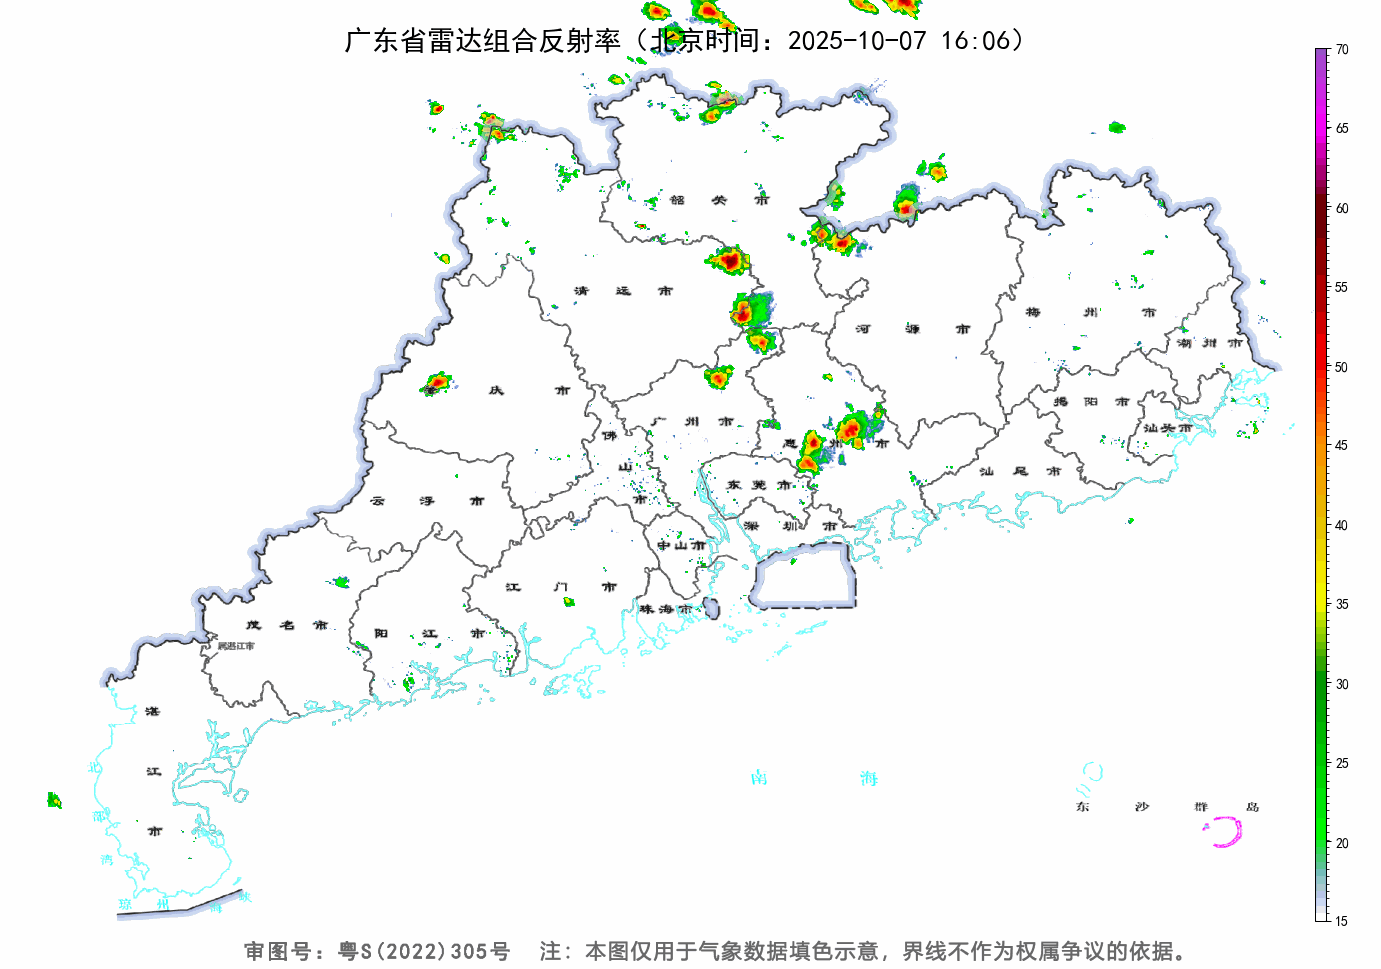 广东省雷达组合反射率（北京时间：2025-10-07 16:06）
70
65
60
55
50
45
40
35
30
25
20
15
韶关市
清远市
河源市
梅州市
潮州市
肇庆市
广州市
揭阳市
汕头市
佛山市
惠州市
汕尾市
云浮市
东莞市
深圳市
中山市
江门市
珠海市
茂名市
阳江市
属湛江市
湛江市
北部湾
琼州海峡
南海
东沙群岛
审图号：粤S(2022)305号 注：本图仅用于气象数据填色示意，界线不作为权属争议的依据。